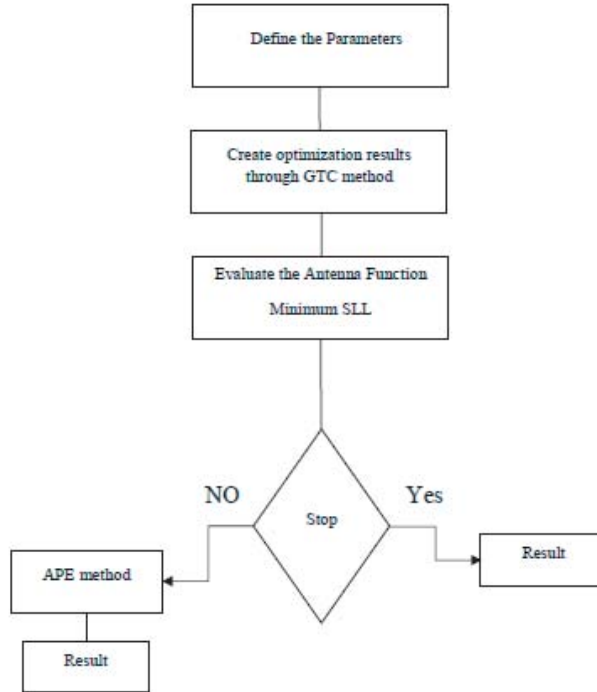 Define the Parameters
Create optimization results
through GTC method
Evaluate the Antenna Function
Minimum SLL
NO
Yes
Stop
Result
APE method
Result